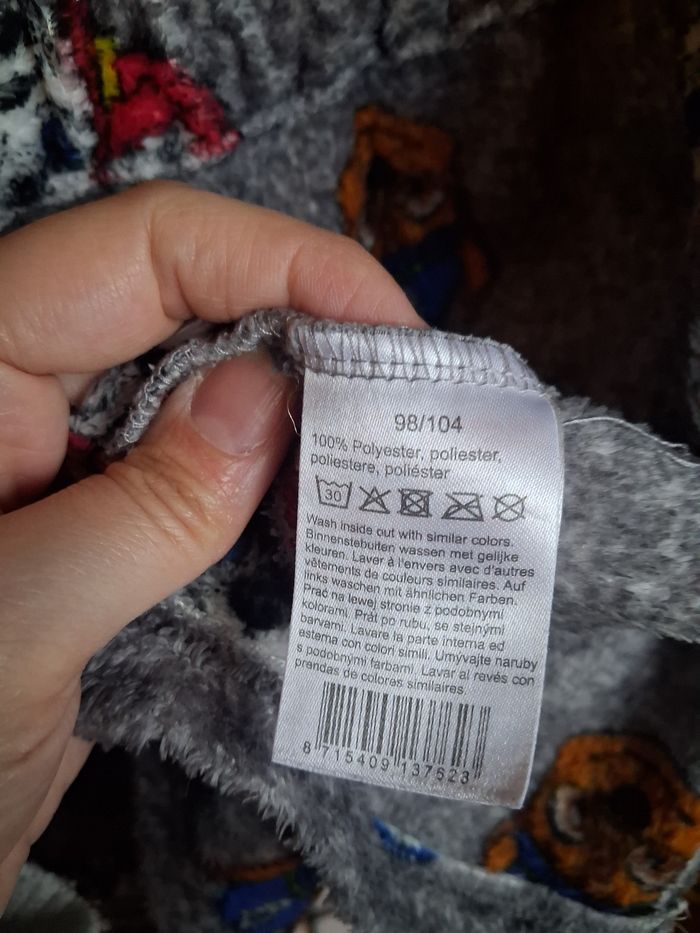 98/104
100% Polyester, poliester,
poliestere, poliéster
30
Wash inside out with similar colors.
Binnenstebuiten wassen met gelijke
kleuren. Laver à l'envers avec d'autres
vêtements de couleurs similaires. Auf
links waschen mit ähnlichen Farben.
Prać na lewej stronie z podobnymi
kolorami. Prát po rubu, se stejnými
barvami. Lavare la parte interna ed
esterna con colori simili. Umývajte naruby
s podobnými farbami. Lavar al revés con
prendas de colores similaires.
8 715409 137623